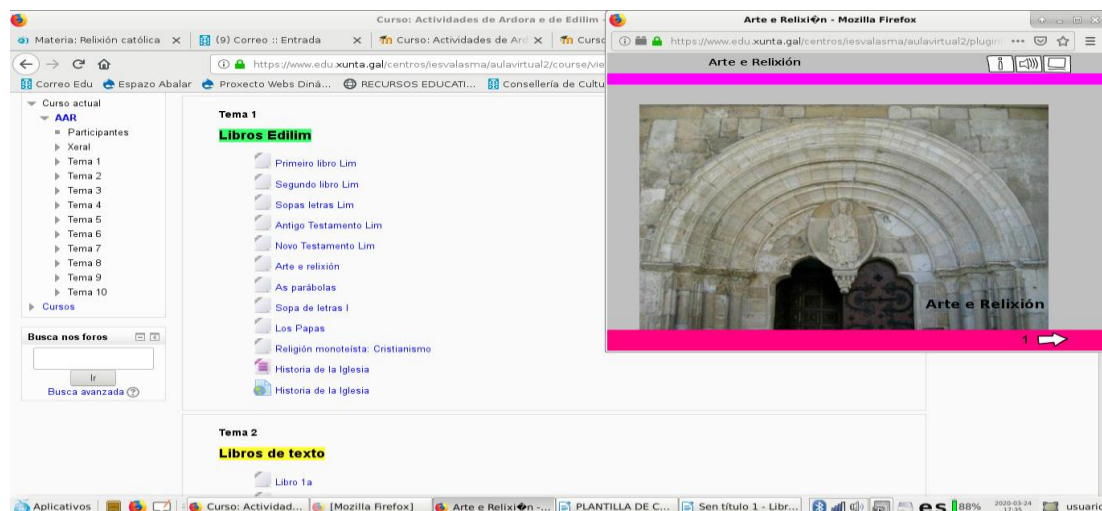 Curso: Actividades de Ardora e de Edilim -
Materia: Relixión católica
(9) Correo :: Entrada
Curso: Actividades de Ard
Curso
https://www.edu.xunta.gal/centros/iesvalasma/aulavirtual2/course/vie
Correo Edu
Espazo Abalar
Proxecto Webs Diná...
RECURSOS EDUCATI...
Consellería de Cultu
Curso actual
AAR
Participantes
Xeral
Tema 1
Tema 2
Tema 3
Tema 4
Tema 5
Tema 6
Tema 7
Tema 8
Tema 9
Tema 10
Cursos
Busca nos foros
Ir
Busca avanzada
Tema 1
Libros Edilim
Primeiro libro Lim
Segundo libro Lim
Sopas letras Lim
Antigo Testamento Lim
Novo Testamento Lim
Arte e relixión
As parábolas
Sopa de letras I
Los Papas
Religión monoteísta: Cristianismo
Historia de la Iglesia
Historia de la Iglesia
Tema 2
Libros de texto
Libro 1a
Arte e Relixi�n - Mozilla Firefox
https://www.edu.xunta.gal/centros/iesvalasma/aulavirtual2/plugin
Arte e Relixión
Arte e Relixión
1
Aplicativos
Curso: Actividad...
[Mozilla Firefox]
Arte e Relixi�n -...
PLANTILLA DE C...
Sen título 1 - Libr...
es
88%
2020-03-24
17:35
usuario